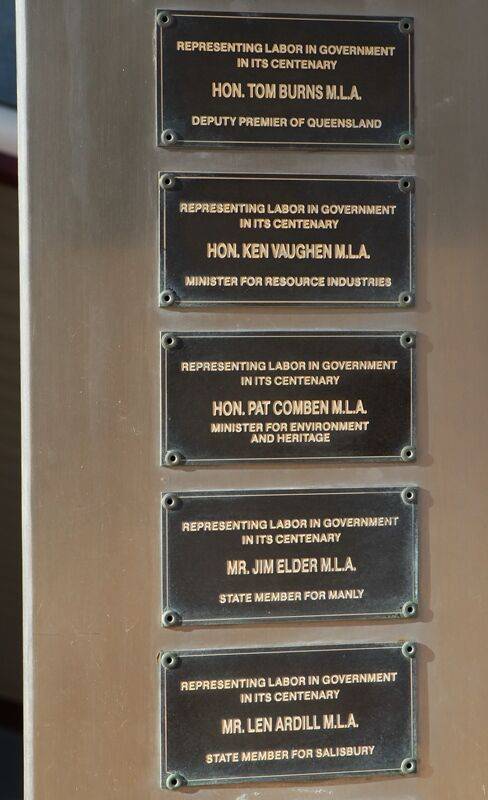 REPRESENTING LABOR IN GOVERNMENT
IN ITS CENTENARY
HON. TOM BURNS M.L.A.
DEPUTY PREMIER OF QUEENSLAND
REPRESENTING LABOR IN GOVERNMENT
IN ITS CENTENARY
HON. KEN VAUGHEN M.L.A.
MINISTER FOR RESOURCE INDUSTRIES
REPRESENTING LABOR IN GOVERNMENT
IN ITS CENTENARY
HON. PAT COMBEN M.L.A.
MINISTER FOR ENVIRONMENT
AND HERITAGE
REPRESENTING LABOR IN GOVERNMENT
IN ITS CENTENARY
MR. JIM ELDER M.L.A.
STATE MEMBER FOR MANLY
REPRESENTING LABOR IN GOVERNMENT
IN ITS CENTENARY
MR. LEN ARDILL M.L.A.
STATE MEMBER FOR SALISBURY